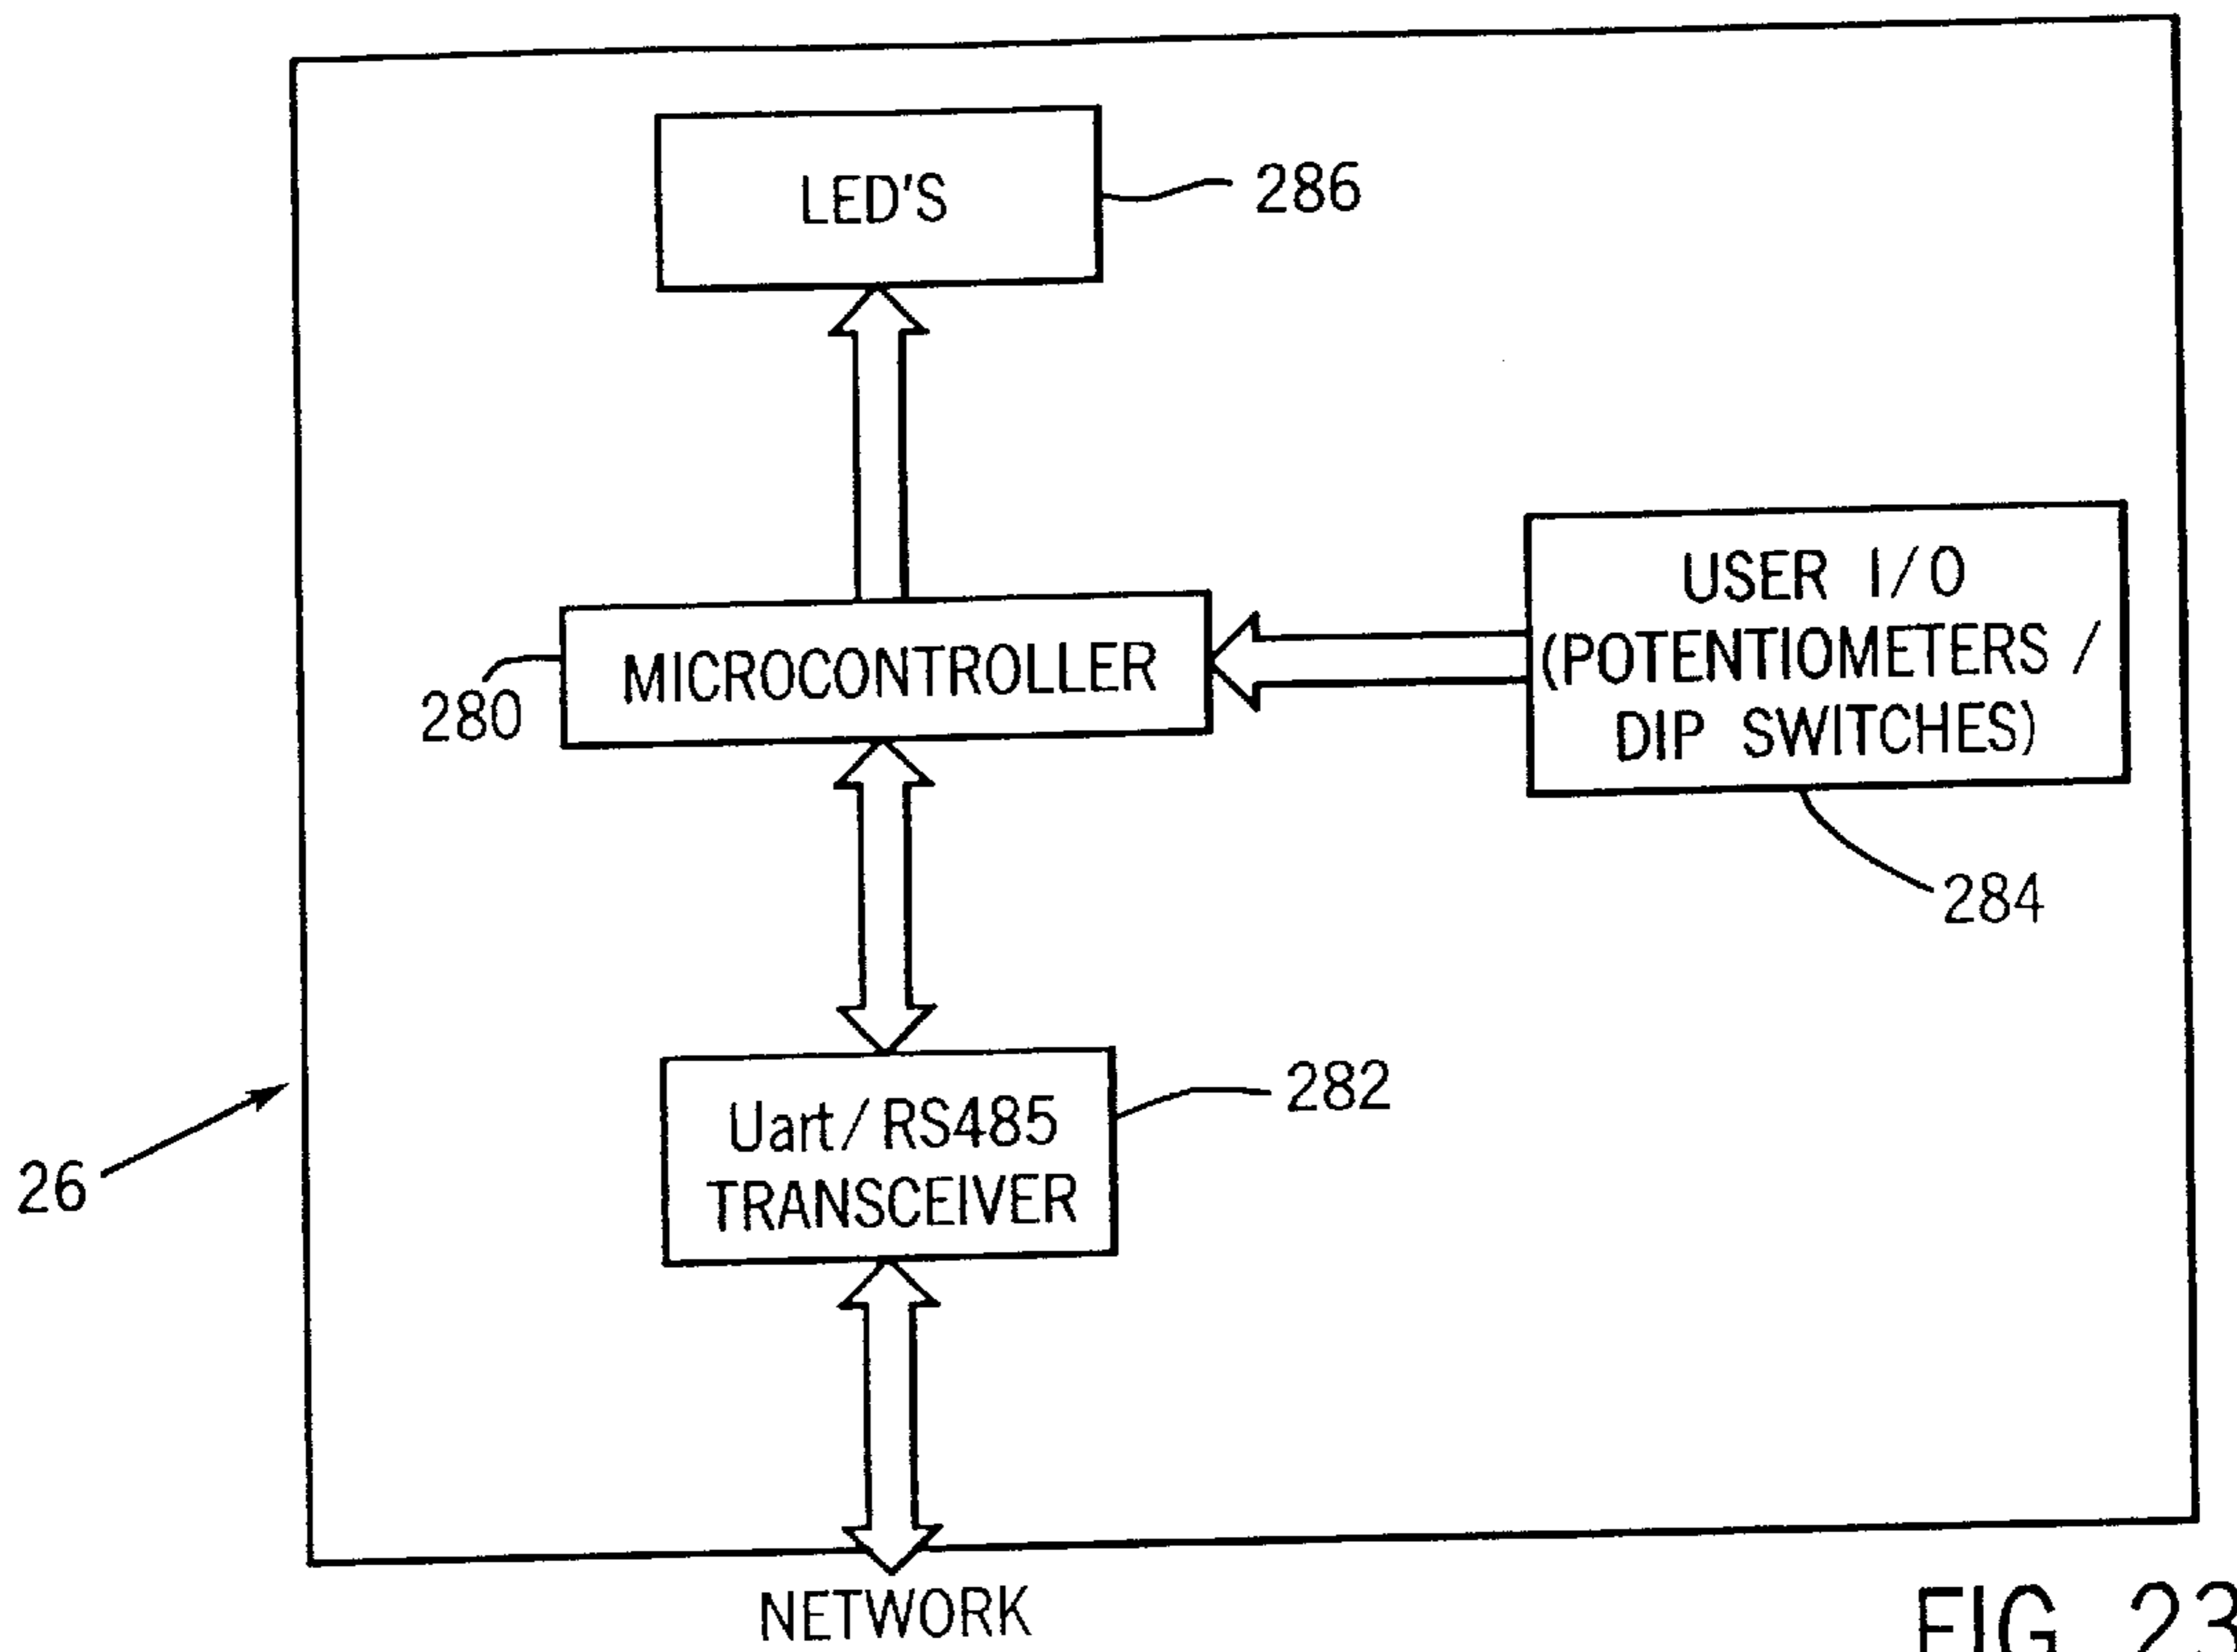 LED'S
286
USER I/O
(POTENTIOMETERS /
DIP SWITCHES)
MICROCONTROLLER
280
284
Uart/RS485
TRANSCEIVER
282
26
NETWORK
FIG. 23